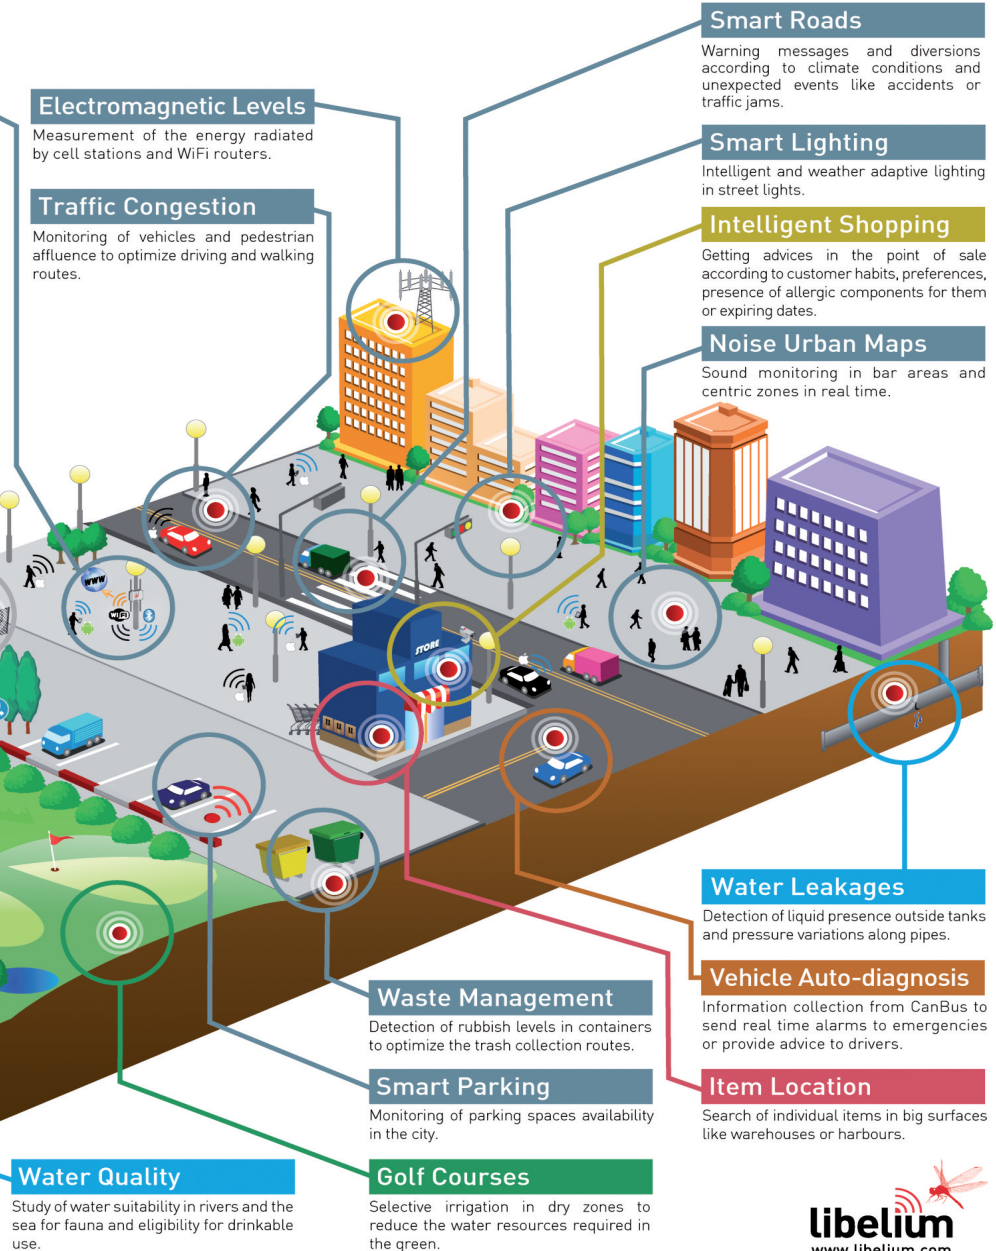 Smart Roads
Warning messages and diversions
according to climate conditions and
unexpected events like accidents or
traffic jams.
Electromagnetic Levels
Measurement of the energy radiated
by cell stations and WiFi routers.
Smart Lighting
Intelligent and weather adaptive lighting
in street lights.
Traffic Congestion
Monitoring of vehicles and pedestrian
affluence to optimize driving and walking
routes.
Intelligent Shopping
Getting advices in the point of sale
according to customer habits, preferences,
presence of allergic components for them
or expiring dates.
Noise Urban Maps
Sound monitoring in bar areas and
centric zones in real time.
www
WiFi
STORE
Water Leakages
Detection of liquid presence outside tanks
and pressure variations along pipes.
Vehicle Auto-diagnosis
Information collection from CanBus to
send real time alarms to emergencies
or provide advice to drivers.
Waste Management
Detection of rubbish levels in containers
to optimize the trash collection routes.
Smart Parking
Monitoring of parking spaces availability
in the city.
Item Location
Search of individual items in big surfaces
like warehouses or harbours.
Water Quality
Study of water suitability in rivers and the
sea for fauna and eligibility for drinkable
use.
Golf Courses
Selective irrigation in dry zones to
reduce the water resources required in
the green.
libelium
www.libelium.com